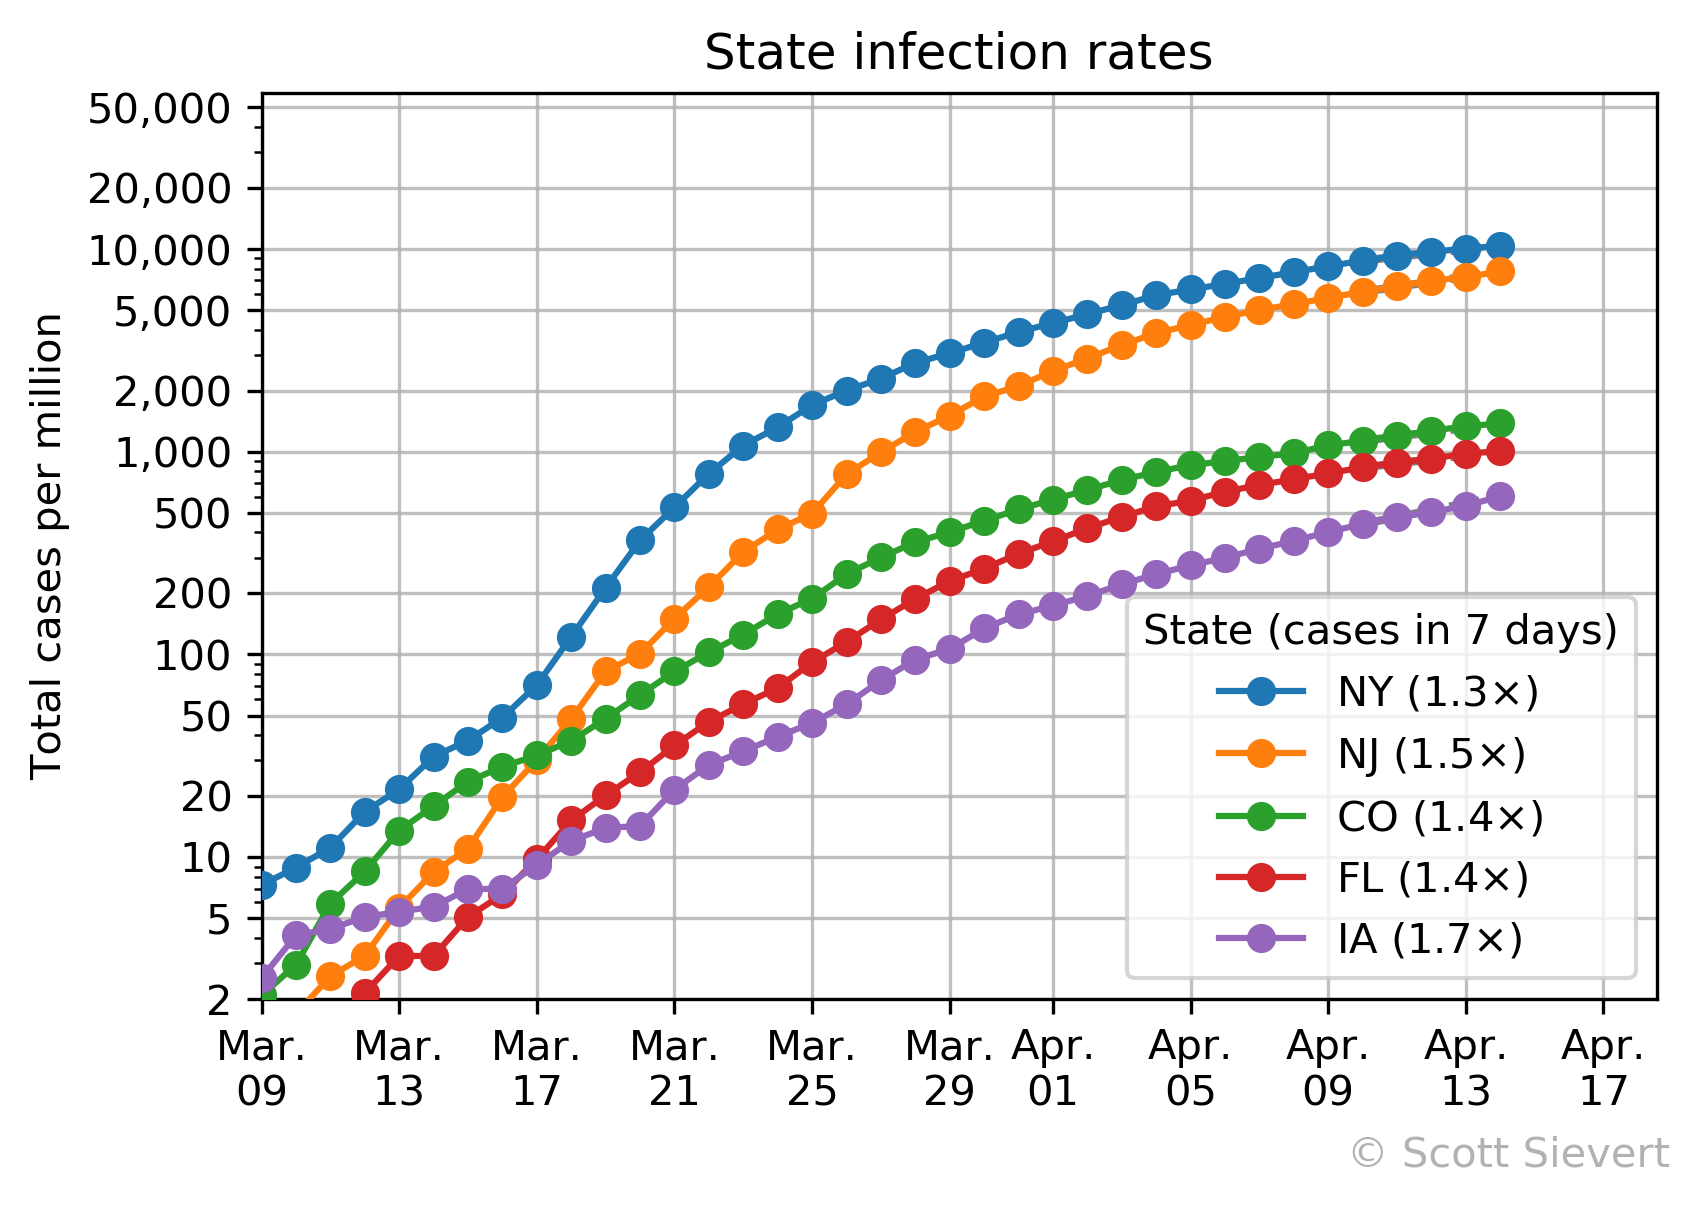 State infection rates
Total cases per million
50,000
20,000
10,000
5,000
2,000
1,000
500
200
100
50
20
10
5
2
State (cases in 7 days)
NY (1.3×)
NJ (1.5×)
CO (1.4×)
FL (1.4×)
IA (1.7×)
Mar. Mar. Mar. Mar. Mar. Mar. Apr. Apr. Apr. Apr. Apr.
09 13 17 21 25 29 01 05 09 13 17
© Scott Sievert